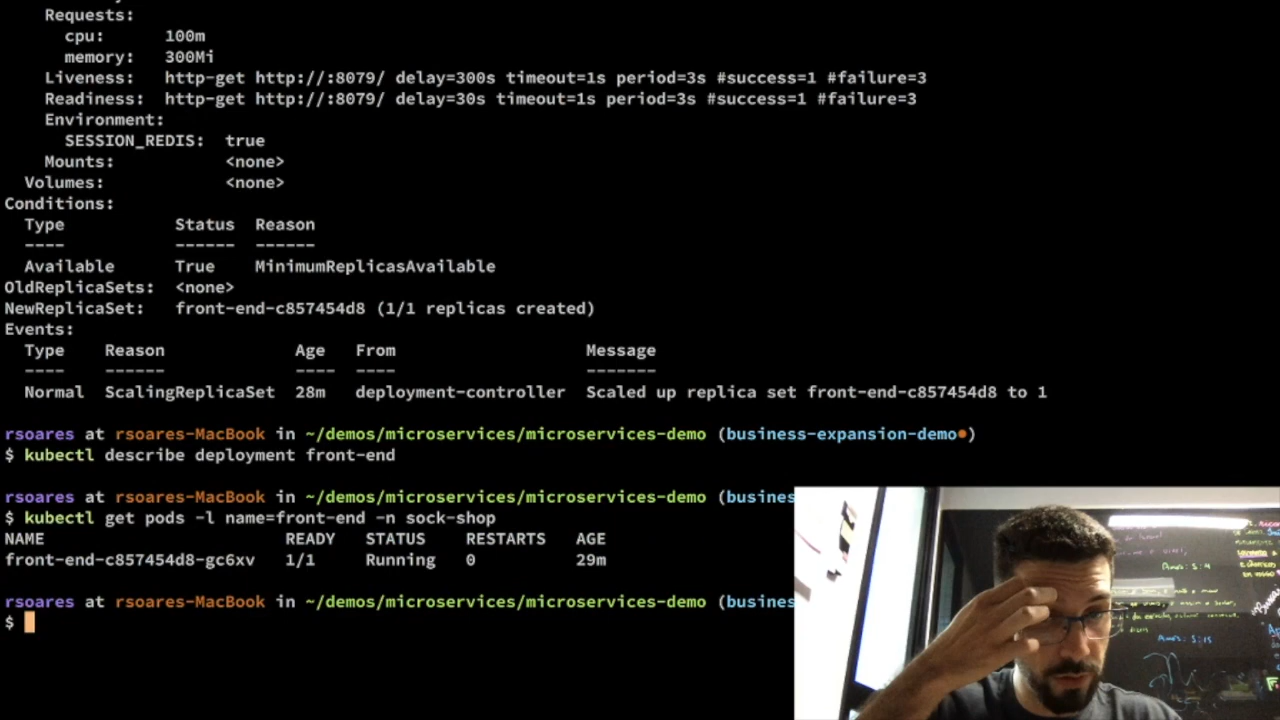 Requests:
cpu: 100m
memory: 300Mi
Liveness: http-get http://:8079/ delay=300s timeout=1s period=3s #success=1 #failure=3
Readiness: http-get http://:8079/ delay=30s timeout=1s period=3s #success=1 #failure=3
Environment:
SESSION_REDIS: true
Mounts: <none>
Volumes: <none>
Conditions:
Type Status Reason
---- ------ ------
Available True MinimumReplicasAvailable
OldReplicaSets: <none>
NewReplicaSet: front-end-c857454d8 (1/1 replicas created)
Events:
Type Reason Age From Message
---- ------ ---- ---- -------
Normal ScalingReplicaSet 28m deployment-controller Scaled up replica set front-end-c857454d8 to 1
rsoares at rsoares-MacBook in ~/demos/microservices/microservices-demo (business-expansion-demo●)
$ kubectl describe deployment front-end
rsoares at rsoares-MacBook in ~/demos/microservices/microservices-demo (busines
$ kubectl get pods -l name=front-end -n sock-shop
NAME READY STATUS RESTARTS AGE
front-end-c857454d8-gc6xv 1/1 Running 0 29m
rsoares at rsoares-MacBook in ~/demos/microservices/microservices-demo (busines
$